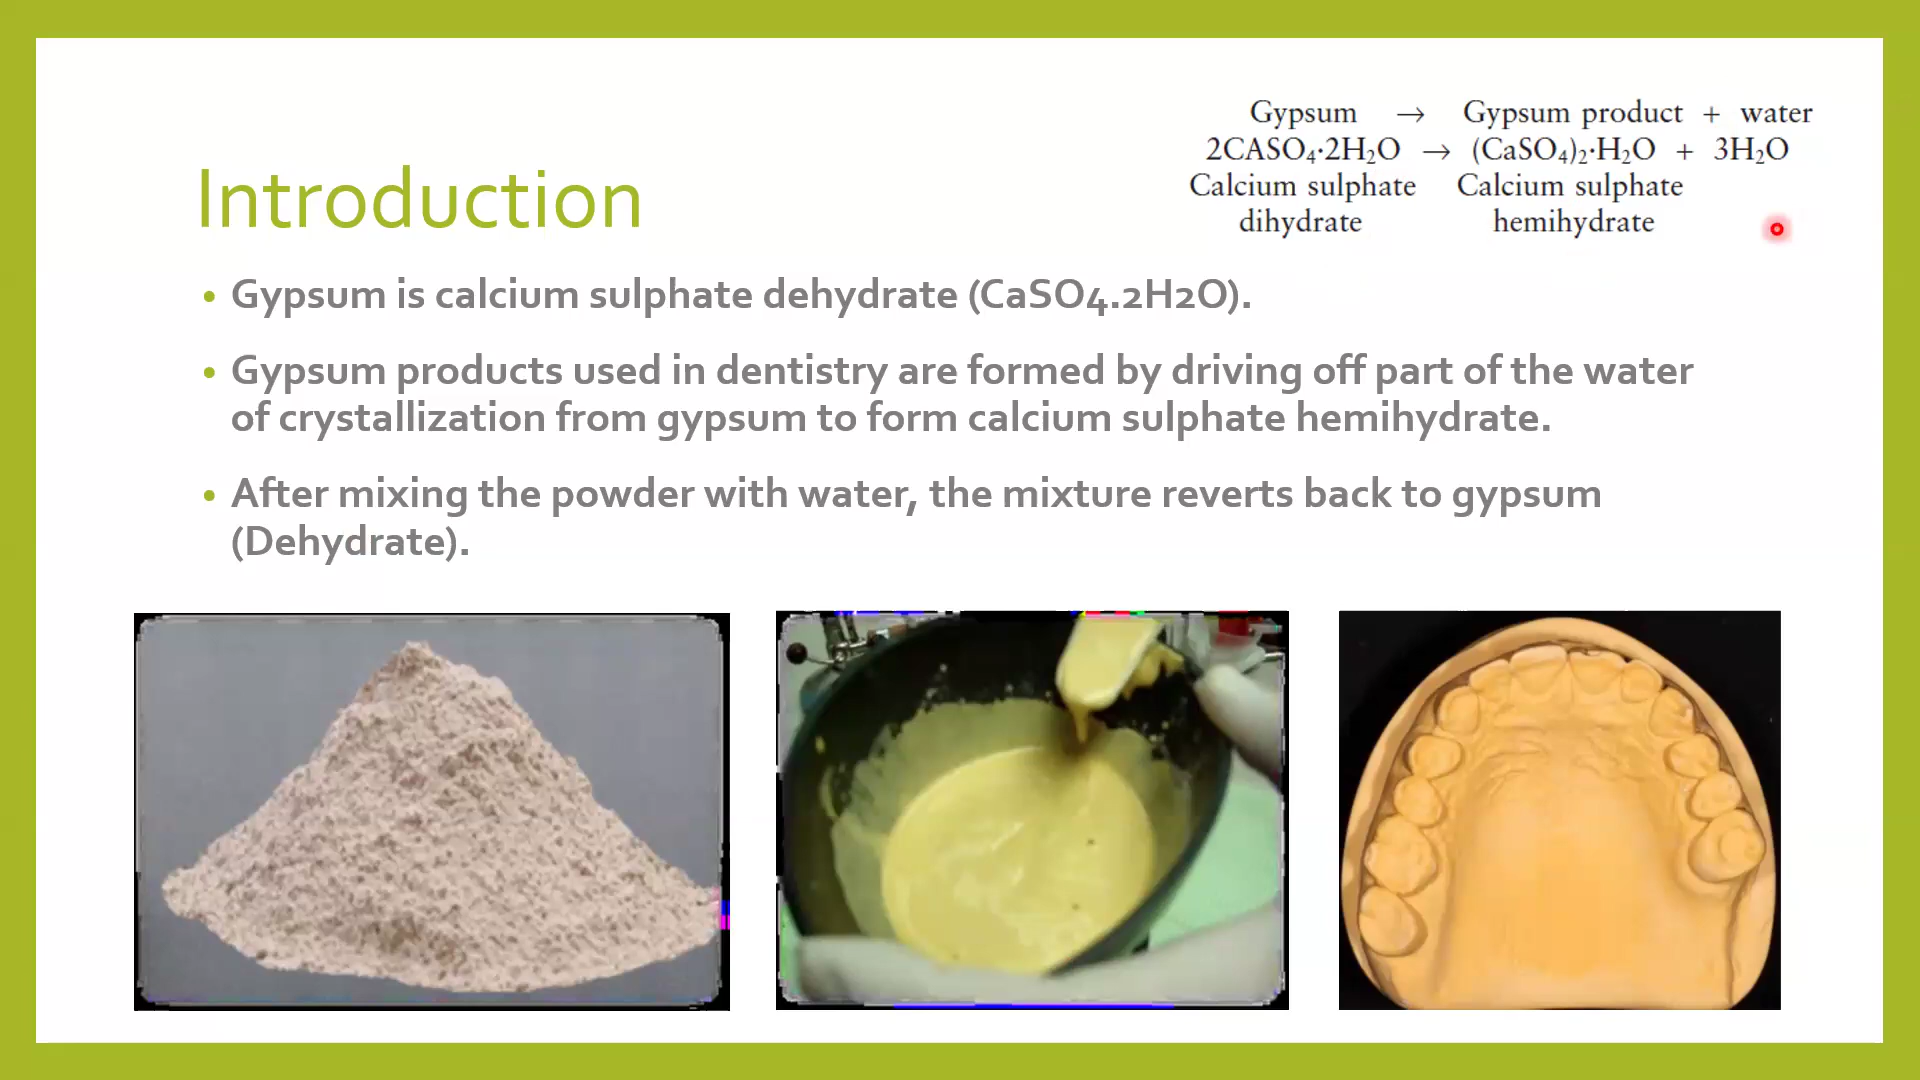 Gypsum → Gypsum product + water
2CASO₄·2H₂O → (CaSO₄)₂·H₂O + 3H₂O
Calcium sulphate Calcium sulphate
dihydrate hemihydrate
Introduction
• Gypsum is calcium sulphate dehydrate (CaSO4.2H2O).
• Gypsum products used in dentistry are formed by driving off part of the water
of crystallization from gypsum to form calcium sulphate hemihydrate.
• After mixing the powder with water, the mixture reverts back to gypsum
(Dehydrate).